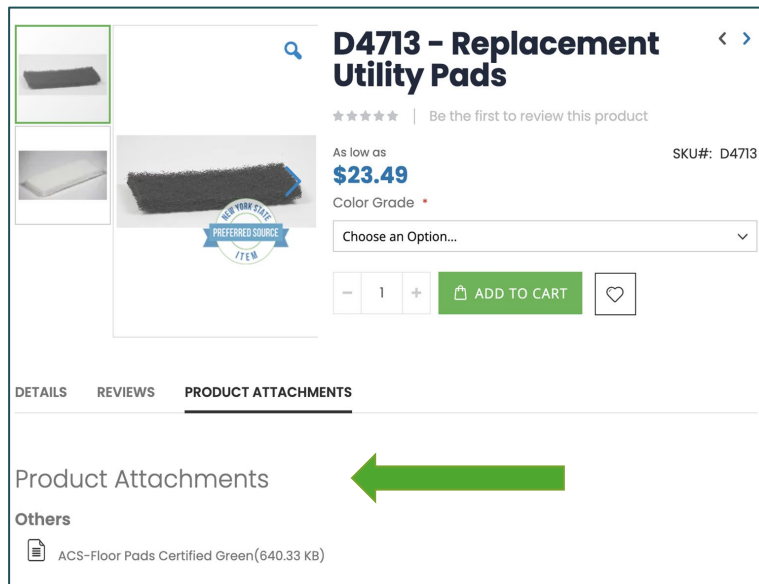 D4713 – Replacement
Utility Pads
Be the first to review this product
As low as
SKU#: D4713
$23.49
Color Grade *
Choose an Option...
NEW YORK STATE
PREFERRED SOURCE
ITEM
1
ADD TO CART
DETAILS REVIEWS PRODUCT ATTACHMENTS
Product Attachments
Others
ACS-Floor Pads Certified Green(640.33 KB)